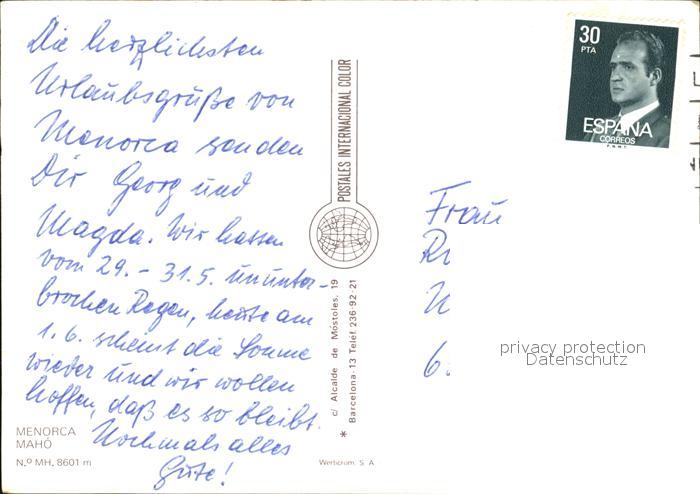 Die herzlichsten
Urlaubsgrüße von
Menorca senden
Dir Georg und
Magda. Wir hatten
vom 29. - 31.5. ununter-
brochen Regen, heute am
1.6. scheint die Sonne
wieder und wir wollen
hoffen, daß es so bleibt.
Nochmals alles
Gute!
MENORCA
MAHÓ
N.º MH. 8601 m
POSTALES INTERNACIONAL COLOR
c/ Alcalde de Móstoles, 19
Barcelona-13 Teléf. 236-92-21
*
Werticrom. S. A.
30
PTA
ESPAÑA
CORREOS
F.N.M.T.
Frau
privacy protection
Datenschutz
6.